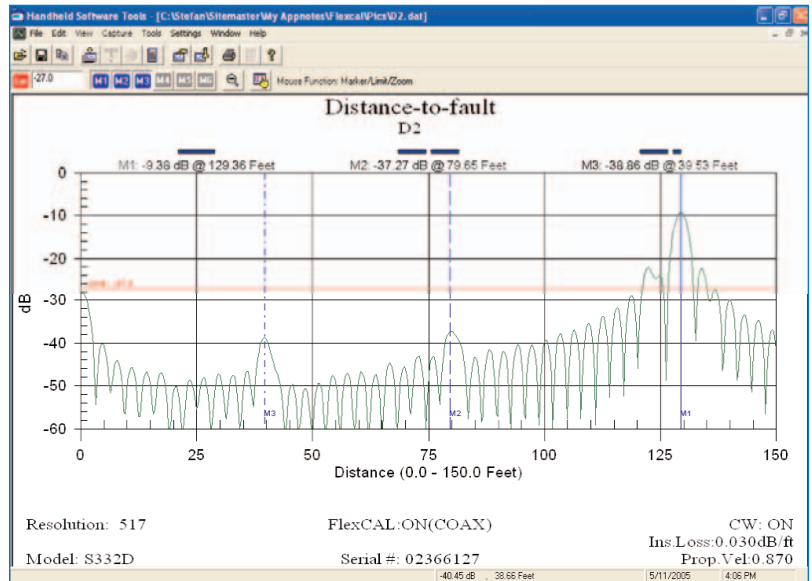 Handheld Software Tools - [C:\Stefan\Sitemaster\My Appnotes\Flexcal\Pics\D2.dat]
File Edit View Capture Tools Settings Window Help
-27.0 M1 M2 M3 M4 M5 M6 Mouse Function: Marker/Limit/Zoom
Distance-to-fault
D2
M1: -9.38 dB @ 129.36 Feet M2: -37.27 dB @ 79.65 Feet M3: -38.86 dB @ 39.53 Feet
0
-10
-20
-30
-40
-50
-60
dB
M3 M2 M1
0 25 50 75 100 125 150
Distance (0.0 - 150.0 Feet)
Resolution: 517 FlexCAL:ON(COAX) CW: ON
Ins.Loss:0.030dB/ft
Model: S332D Serial #: 02366127 Prop.Vel:0.870
-40.45 dB , 38.66 Feet 5/11/2005 4:06 PM